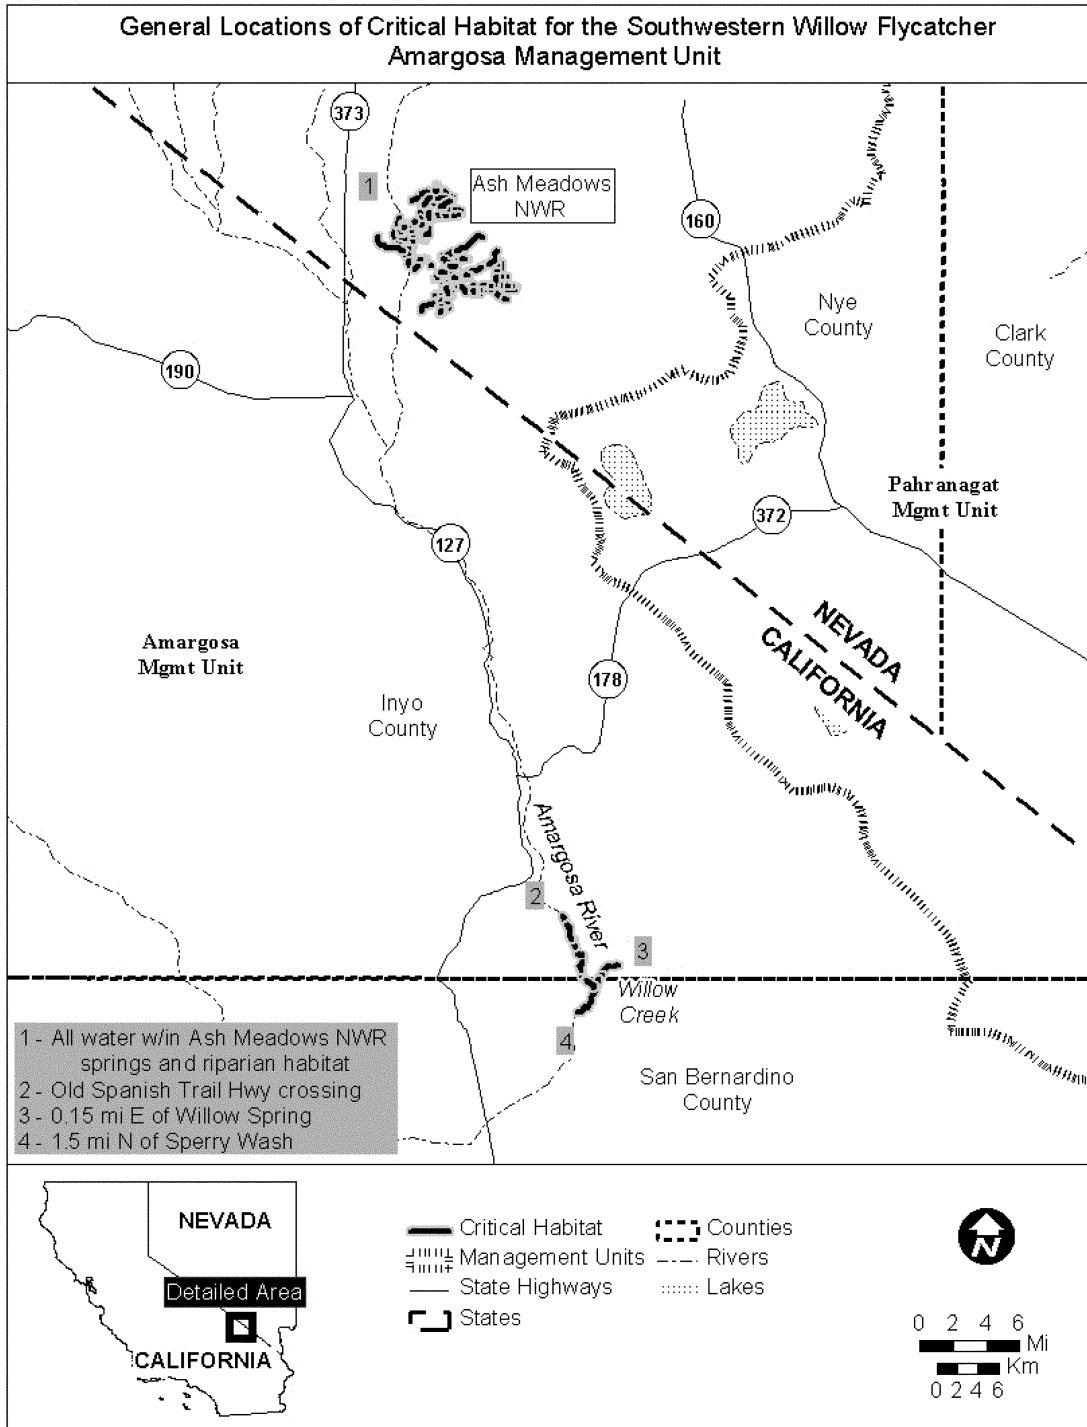 General Locations of Critical Habitat for the Southwestern Willow Flycatcher
Amargosa Management Unit
373
1
Ash Meadows
NWR
160
Nye
County
Clark
County
190
Pahranagat
Mgmt Unit
372
127
NEVADA
CALIFORNIA
Amargosa
Mgmt Unit
178
Inyo
County
Amargosa River
2
3
Willow
Creek
4
San Bernardino
County
1 - All water w/in Ash Meadows NWR
springs and riparian habitat
2 - Old Spanish Trail Hwy crossing
3 - 0.15 mi E of Willow Spring
4 - 1.5 mi N of Sperry Wash
NEVADA
Detailed Area
CALIFORNIA
Critical Habitat
Management Units
State Highways
States
Counties
Rivers
Lakes
N
0 2 4 6
Mi
Km
0 2 4 6